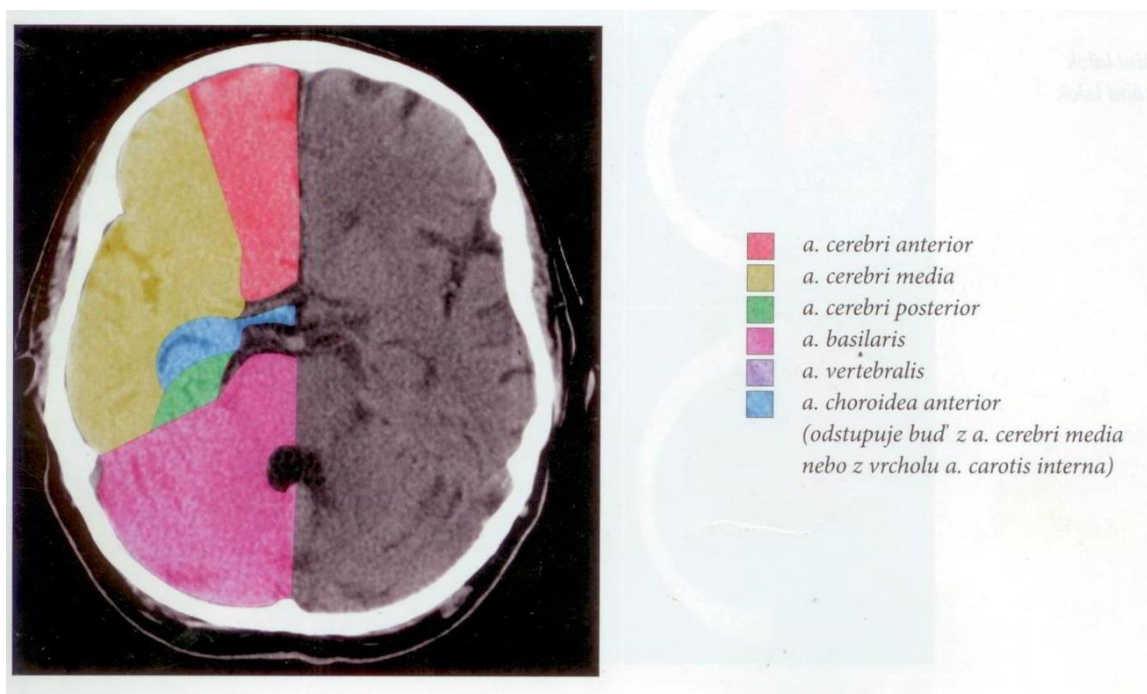 a. cerebri anterior
a. cerebri media
a. cerebri posterior
a. basilaris
a. vertebralis
a. choroidea anterior
(odstupuje buď z a. cerebri media
nebo z vrcholu a. carotis interna)